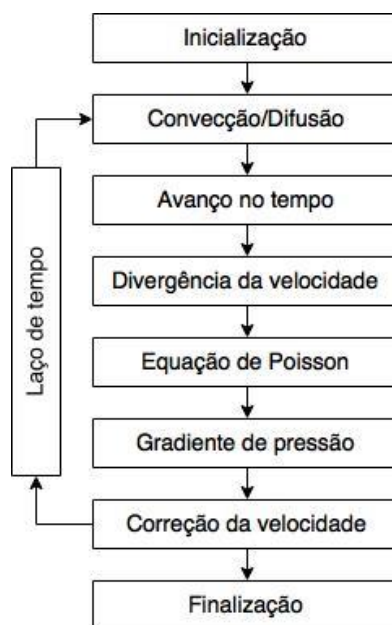 Inicialização
Convecção/Difusão
Avanço no tempo
Divergência da velocidade
Equação de Poisson
Gradiente de pressão
Correção da velocidade
Finalização
Laço de tempo